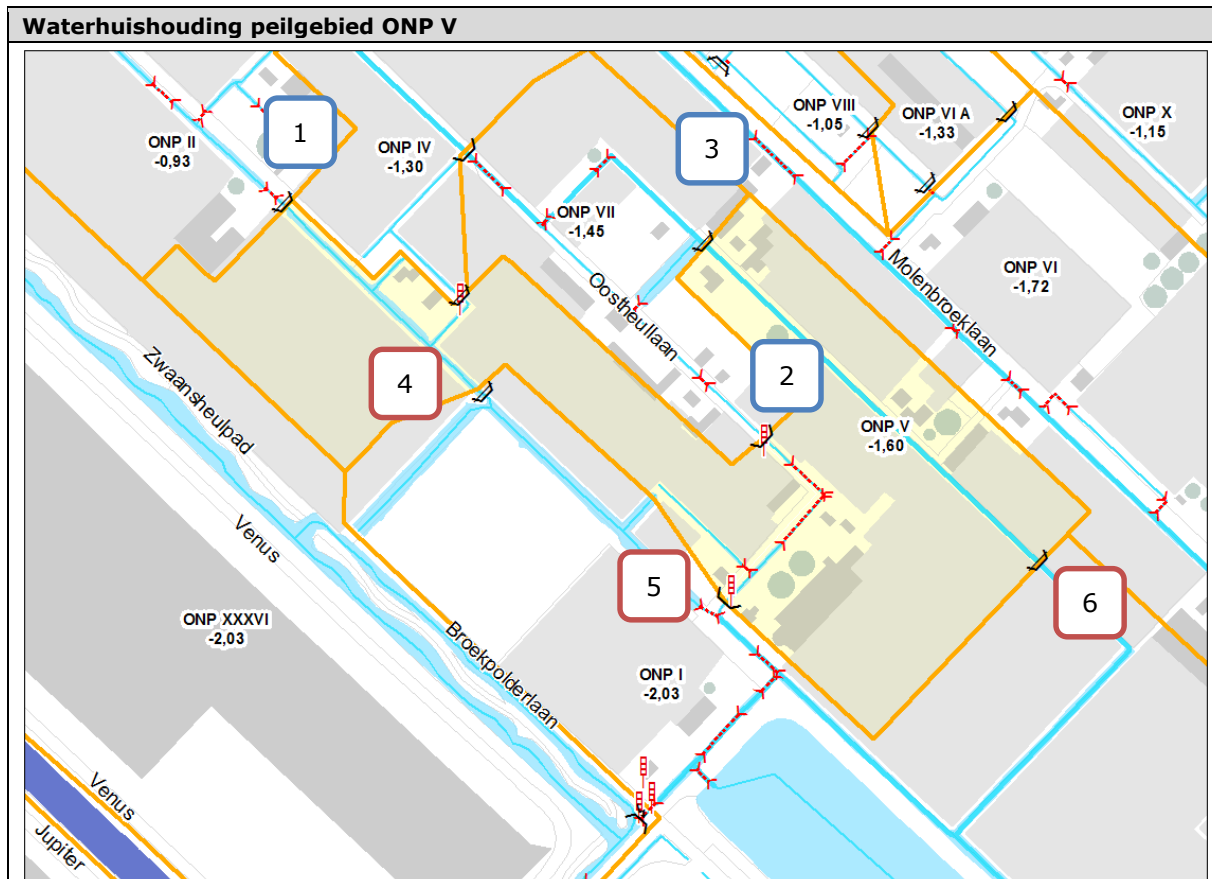 Waterhuishouding peilgebied ONP V
ONP II
-0,93
1
ONP IV
-1,30
3
ONP VIII
-1,05
ONP VI A
-1,33
ONP X
-1,15
ONP VII
-1,45
Oostheullaan
Molenbroeklaan
ONP VI
-1,72
Zwaansheulpad
4
2
ONP V
-1,60
Venus
5
6
ONP XXXVI
-2,03
Broekpolderlaan
ONP I
-2,03
Venus
Jupiter